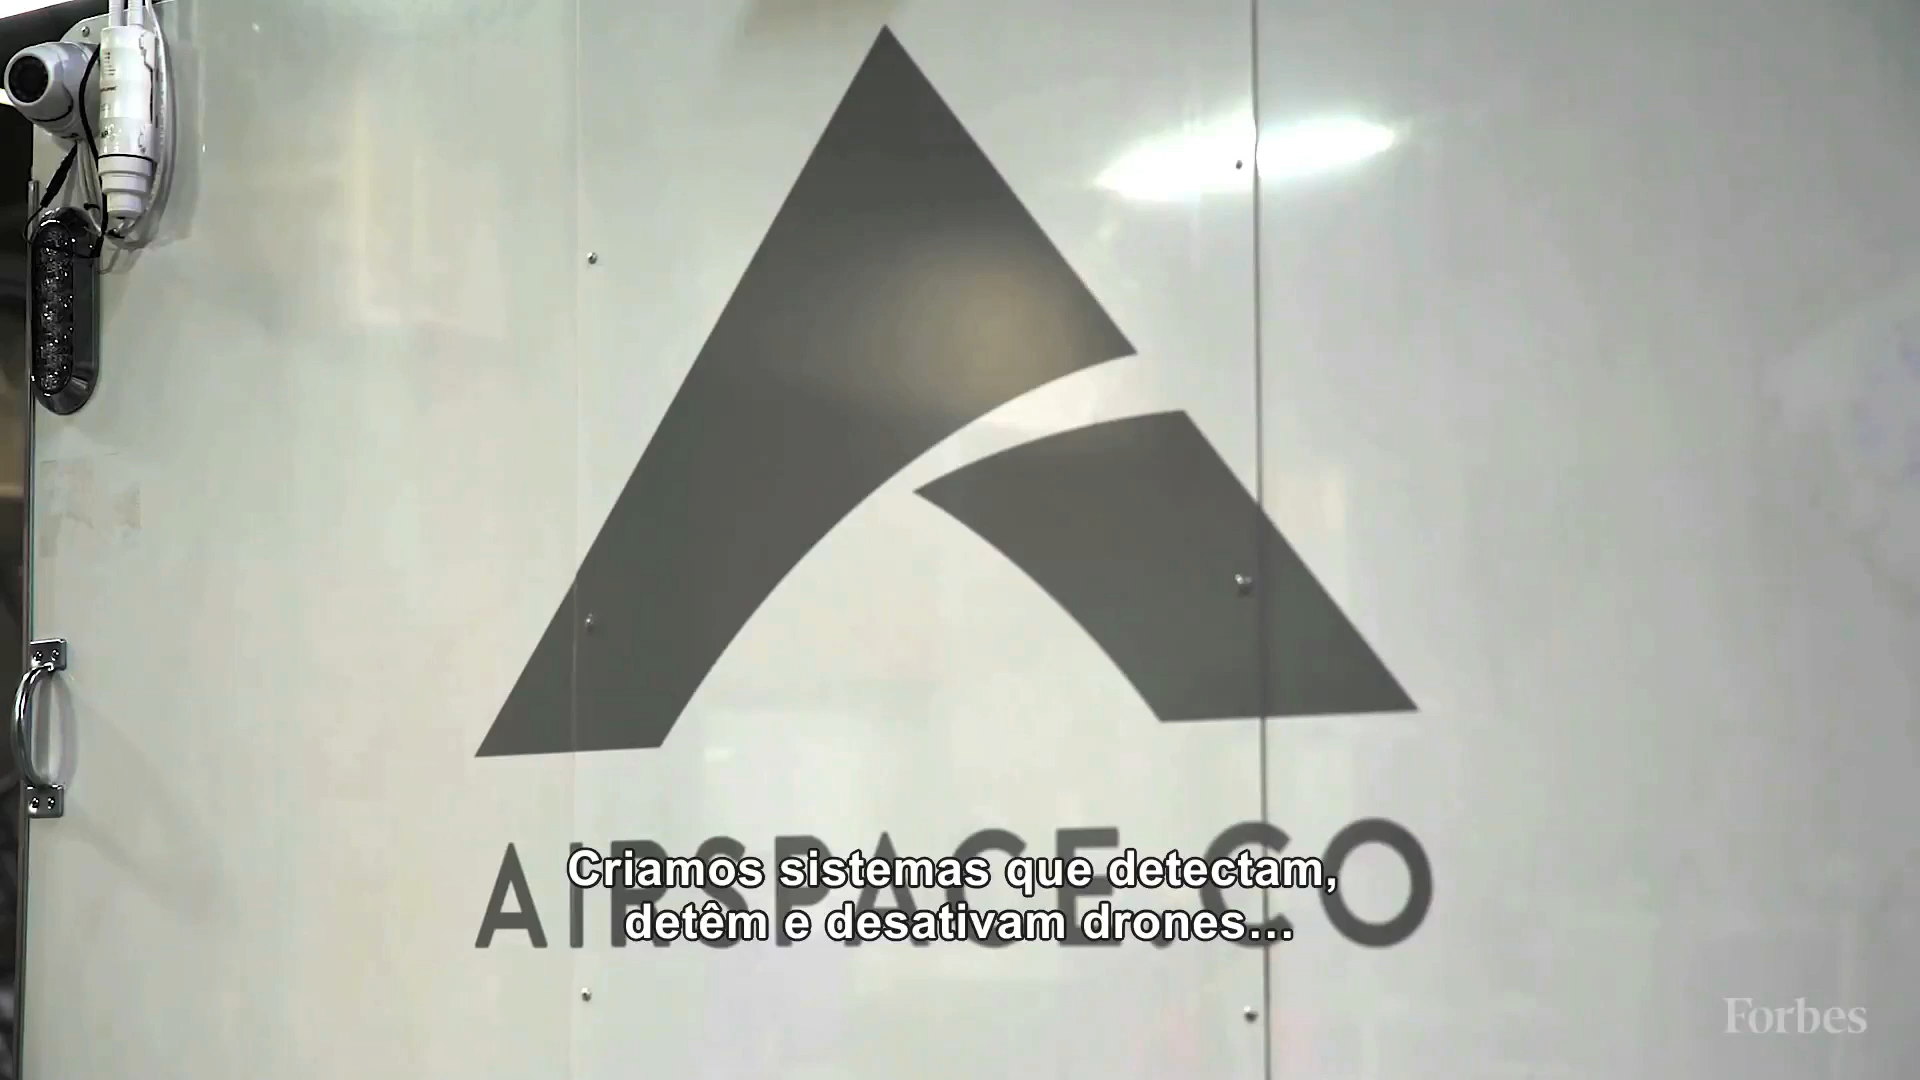 AIRSPACE.CO
Criamos sistemas que detectam,
detêm e desativam drones...
Forbes